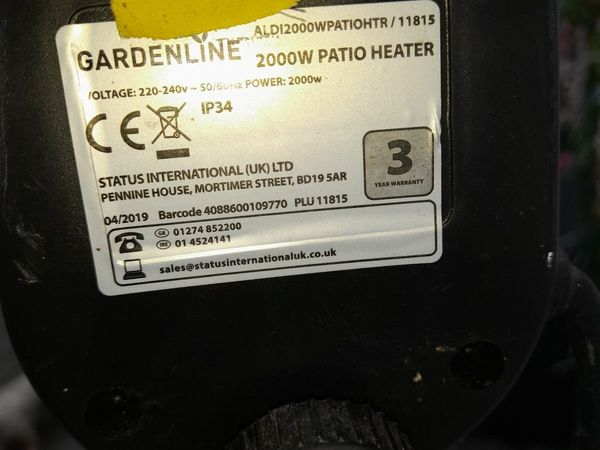 ALDI2000WPATIOHTR / 11815
GARDENLINE
2000W PATIO HEATER
VOLTAGE: 220-240v ~ 50/60Hz POWER: 2000w
CE
IP34
STATUS INTERNATIONAL (UK) LTD
PENNINE HOUSE, MORTIMER STREET, BD19 5AR
3
YEAR WARRANTY
04/2019 Barcode 4088600109770 PLU 11815
GB 01274 852200
IRE 01 4524141
sales@statusinternationaluk.co.uk